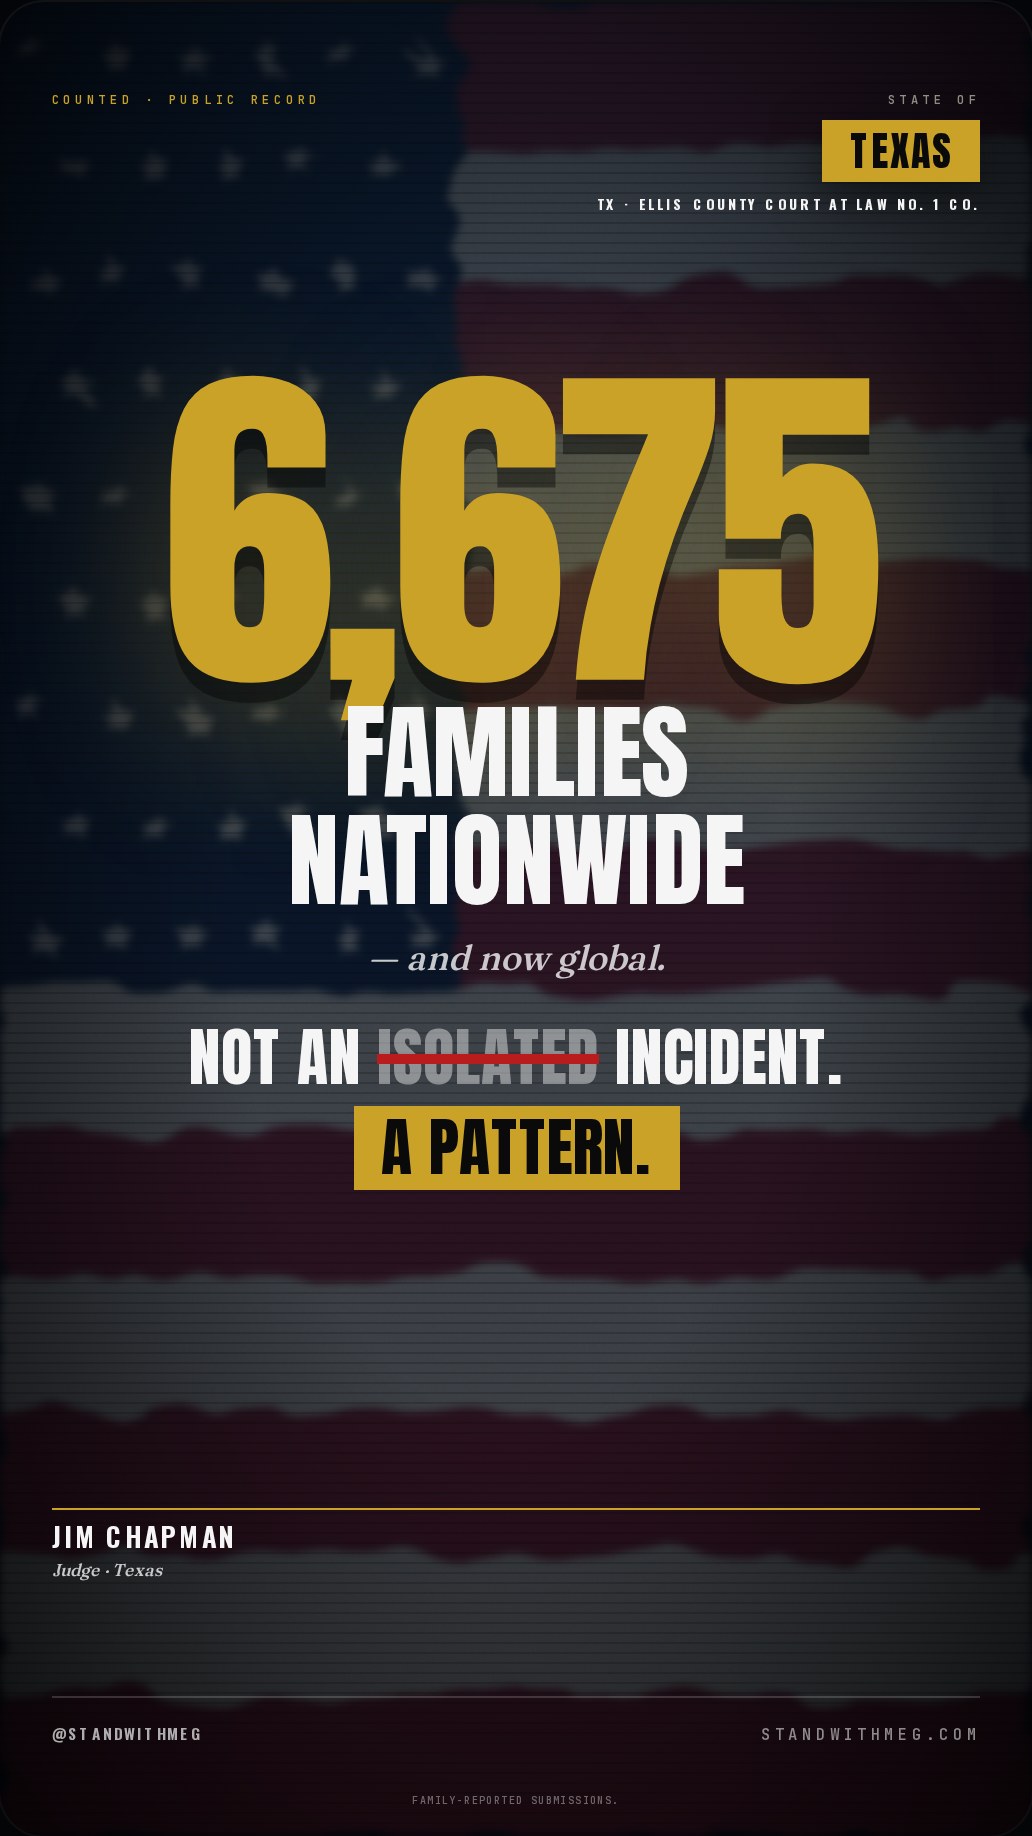 COUNTED · PUBLIC RECORD
STATE OF
TEXAS
TX · ELLIS COUNTY COURT AT LAW NO. 1 CO.
6,675
FAMILIES
NATIONWIDE
— and now global.
NOT AN ISOLATED INCIDENT.
A PATTERN.
JIM CHAPMAN
Judge · Texas
@STANDWITHMEG
STANDWITHMEG.COM
FAMILY-REPORTED SUBMISSIONS.